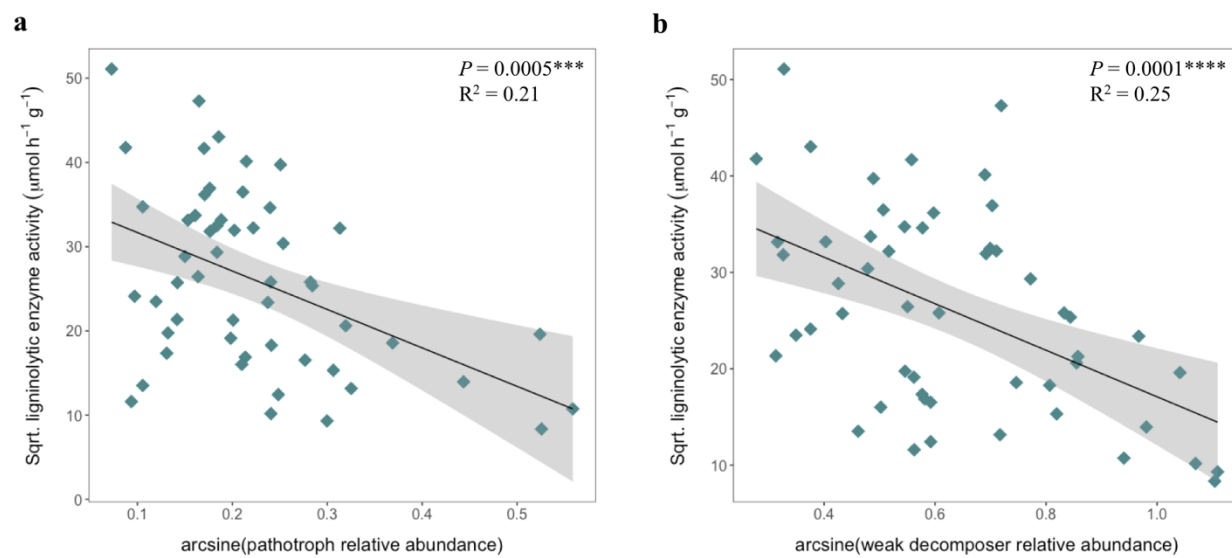 a
P = 0.0005***
R² = 0.21
Sqrt. ligninolytic enzyme activity (μmol h⁻¹ g⁻¹)
50
40
30
20
10
0
0.1 0.2 0.3 0.4 0.5
arcsine(pathotroph relative abundance)
b
P = 0.0001****
R² = 0.25
Sqrt. ligninolytic enzyme activity (μmol h⁻¹ g⁻¹)
50
40
30
20
10
0.4 0.6 0.8 1.0
arcsine(weak decomposer relative abundance)